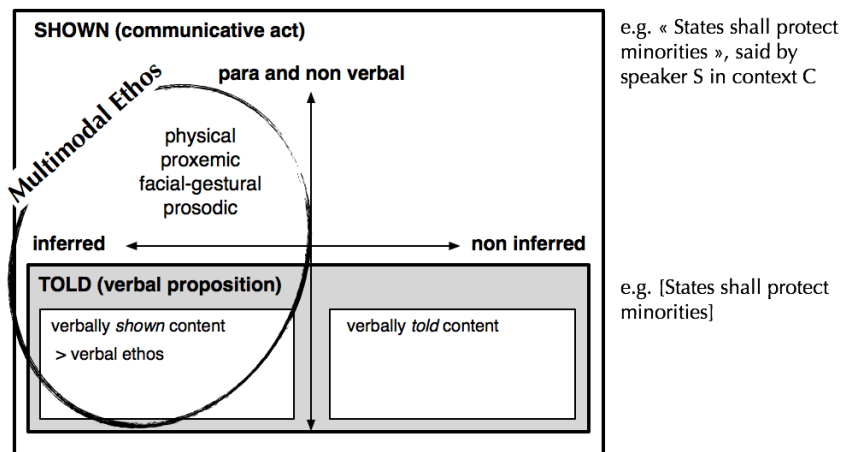 SHOWN (communicative act)
e.g. « States shall protect
minorities », said by
speaker S in context C
para and non verbal
Multimodal Ethos
physical
proxemic
facial-gestural
prosodic
inferred
non inferred
TOLD (verbal proposition)
e.g. [States shall protect
minorities]
verbally shown content
> verbal ethos
verbally told content